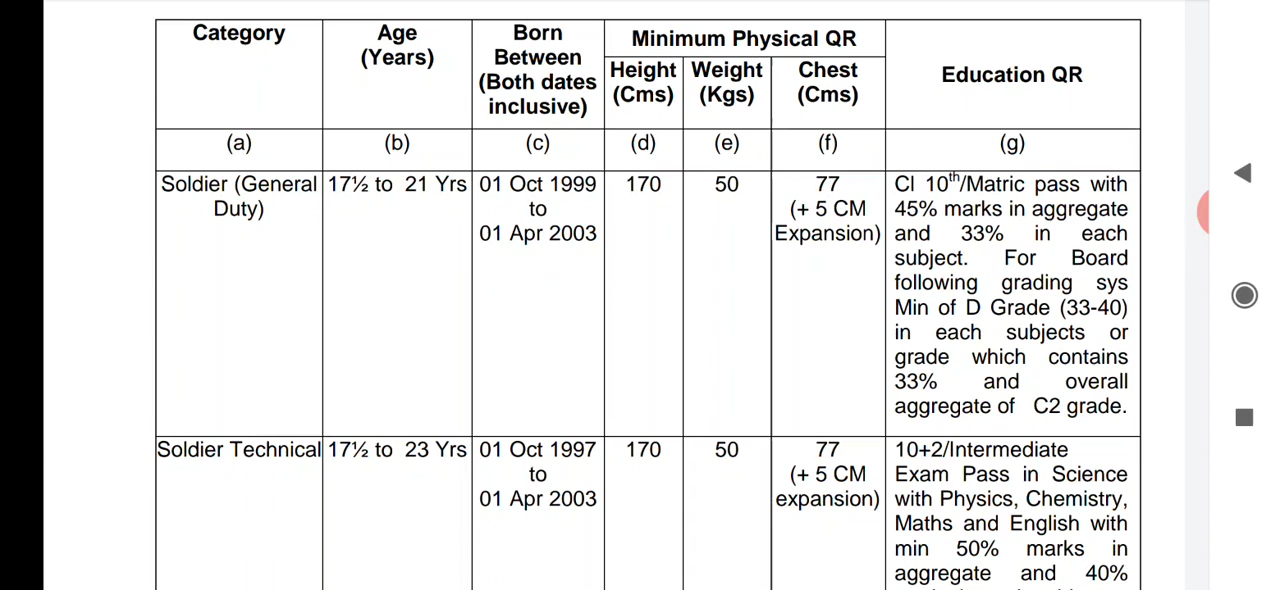 Category
Age
(Years)
Born
Between
(Both dates
inclusive)
Minimum Physical QR
Height
(Cms)
Weight
(Kgs)
Chest
(Cms)
Education QR
(a)
(b)
(c)
(d)
(e)
(f)
(g)
Soldier (General
Duty)
17½ to 21 Yrs
01 Oct 1999
to
01 Apr 2003
170
50
77
(+ 5 CM
Expansion)
Cl 10th/Matric pass with
45% marks in aggregate
and 33% in each
subject. For Board
following grading sys
Min of D Grade (33-40)
in each subjects or
grade which contains
33% and overall
aggregate of C2 grade.
Soldier Technical
17½ to 23 Yrs
01 Oct 1997
to
01 Apr 2003
170
50
77
(+ 5 CM
expansion)
10+2/Intermediate
Exam Pass in Science
with Physics, Chemistry,
Maths and English with
min 50% marks in
aggregate and 40%